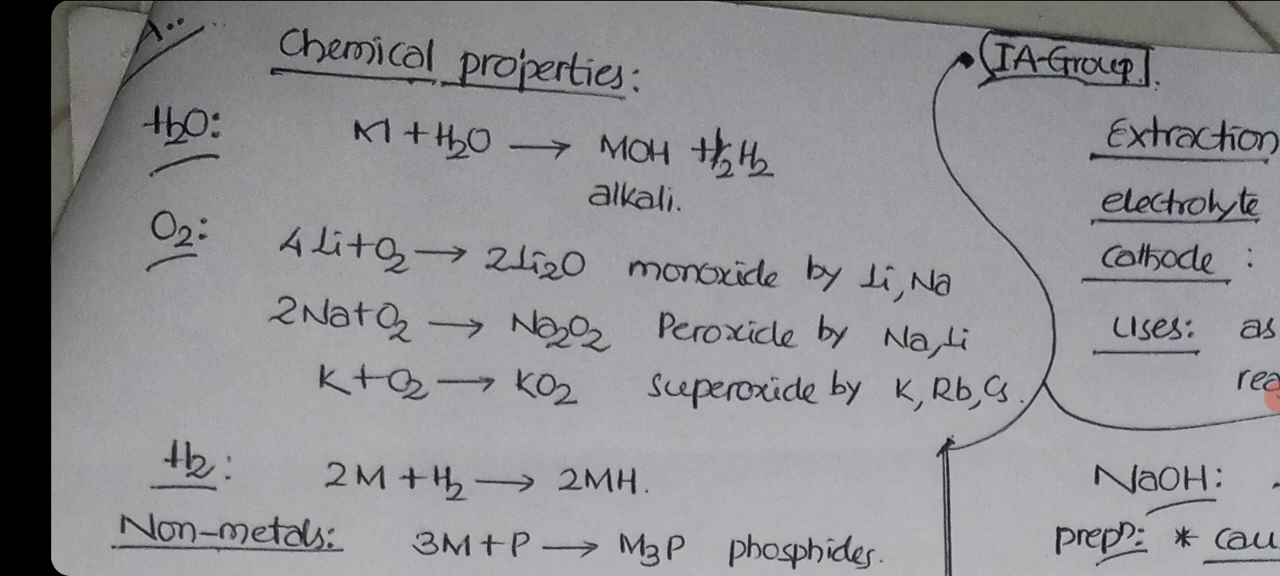 Chemical properties:
H2O: M + H2O → MOH + 1/2 H2
alkali.
O2: 4Li + O2 → 2Li2O monoxide by Li, Na
2Na + O2 → Na2O2 Peroxide by Na, Li
K + O2 → KO2 superoxide by K, Rb, Cs.
H2: 2M + H2 → 2MH.
Non-metals: 3M + P → M3P phosphides.
IA-Group.
Extraction
electrolyte
cathode :
Uses: as
NaOH:
prepn: *